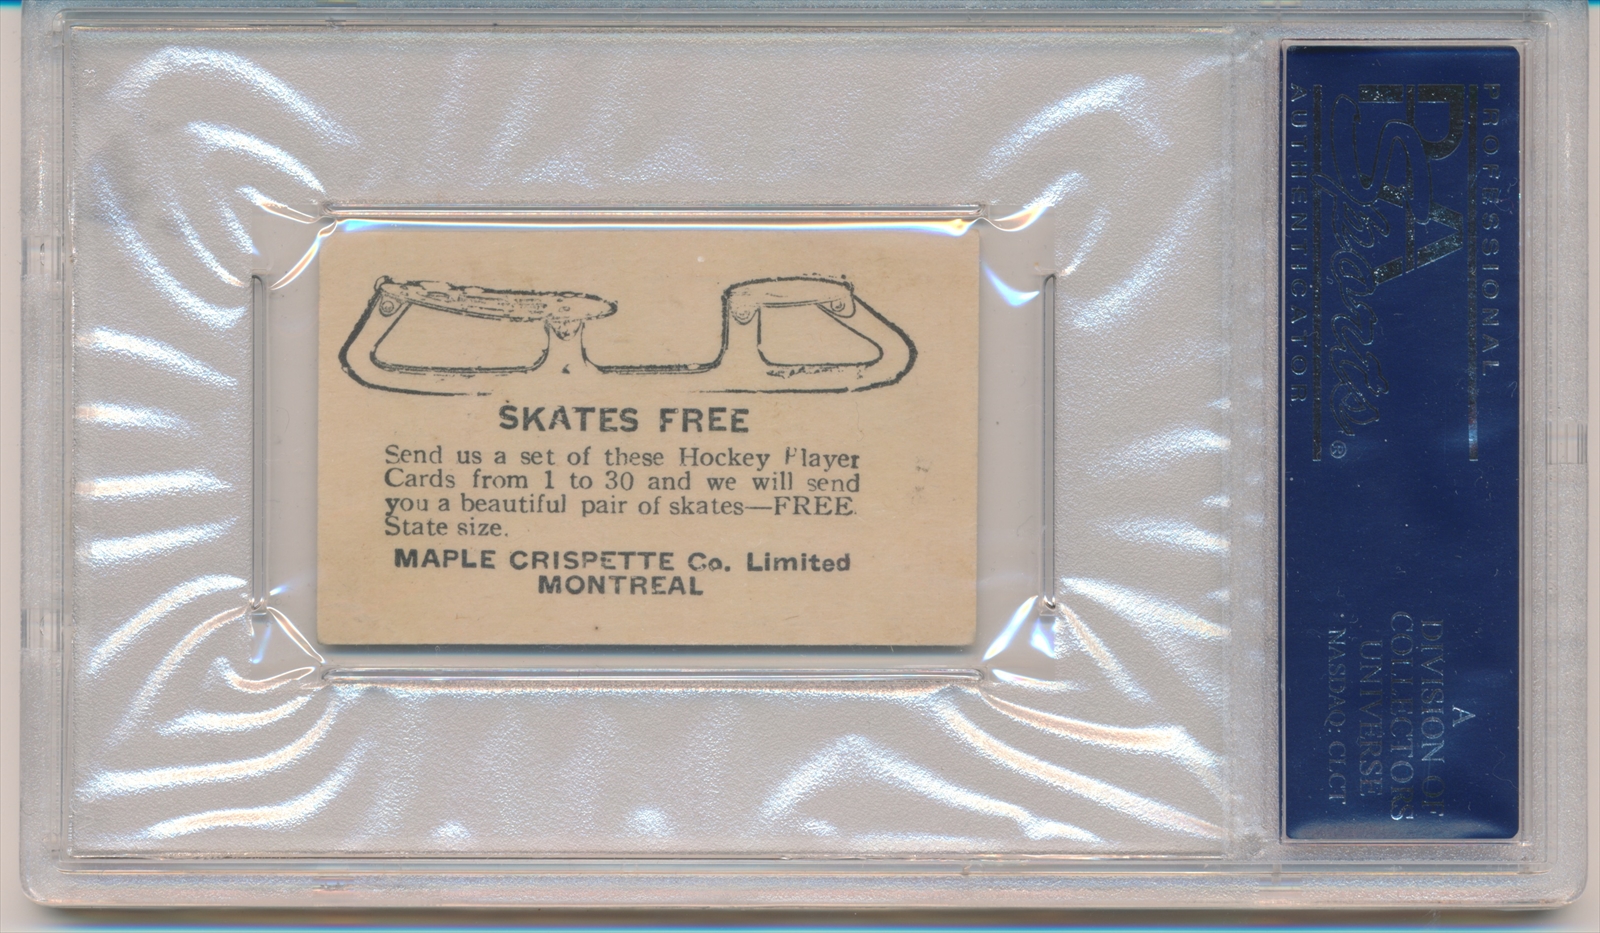 SKATES FREE
Send us a set of these Hockey Player
Cards from 1 to 30 and we will send
you a beautiful pair of skates—FREE.
State size.
MAPLE CRISPETTE Co. Limited
MONTREAL
PROFESSIONAL
PSA
Sports®
AUTHENTICATOR
A
DIVISION OF
COLLECTORS
UNIVERSE
NASDAQ: CLCT